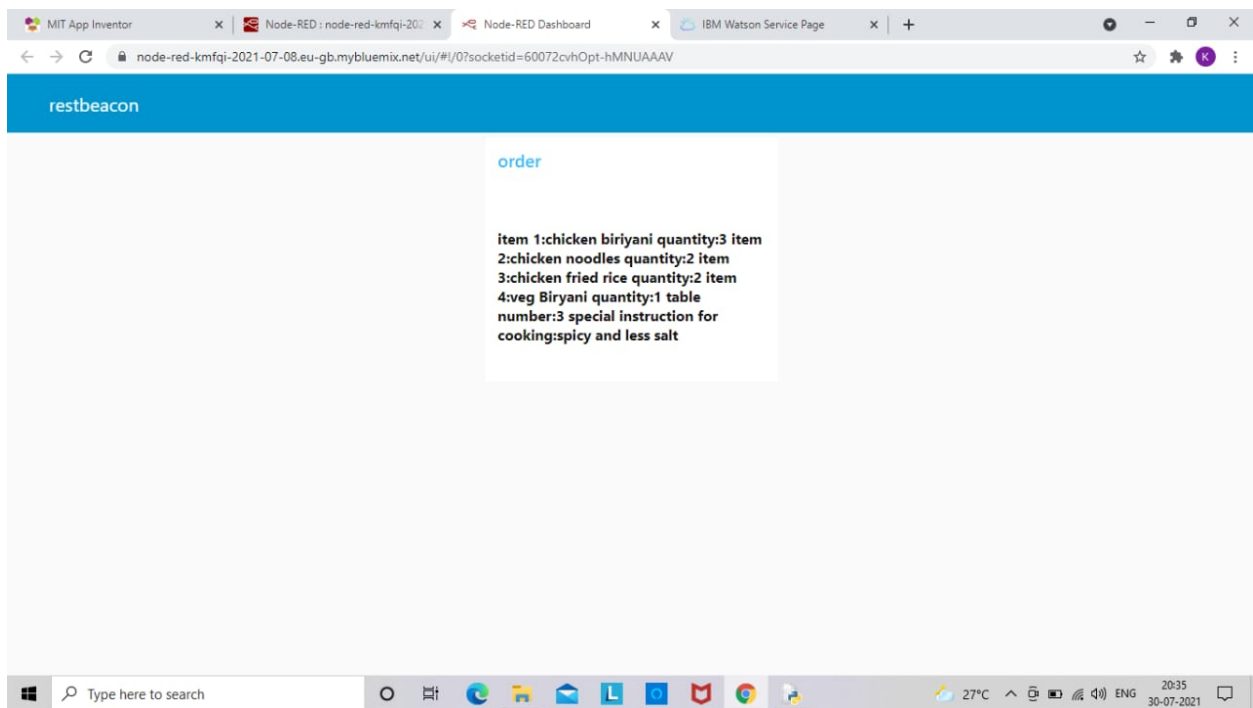 MIT App Inventor
Node-RED : node-red-kmfqi-202
Node-RED Dashboard
IBM Watson Service Page
node-red-kmfqi-2021-07-08.eu-gb.mybluemix.net/ui/#!/0?socketid=60072cvhOpt-hMNUAAAV
K
restbeacon
order
item 1:chicken biriyani quantity:3 item
2:chicken noodles quantity:2 item
3:chicken fried rice quantity:2 item
4:veg Biryani quantity:1 table
number:3 special instruction for
cooking:spicy and less salt
Type here to search
L
27°C
ENG
20:35
30-07-2021